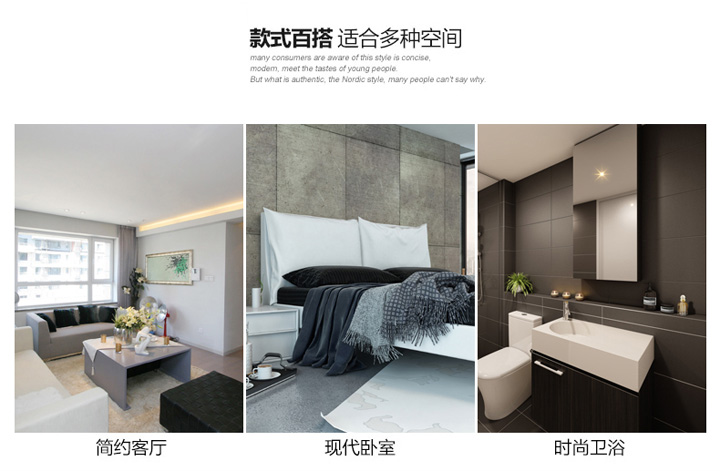 款式百搭 适合多种空间
many consumers are aware of this style is concise,
modern, meet the tastes of young people.
But what is authentic, the Nordic style, many people can't say why.
简约客厅
现代卧室
时尚卫浴